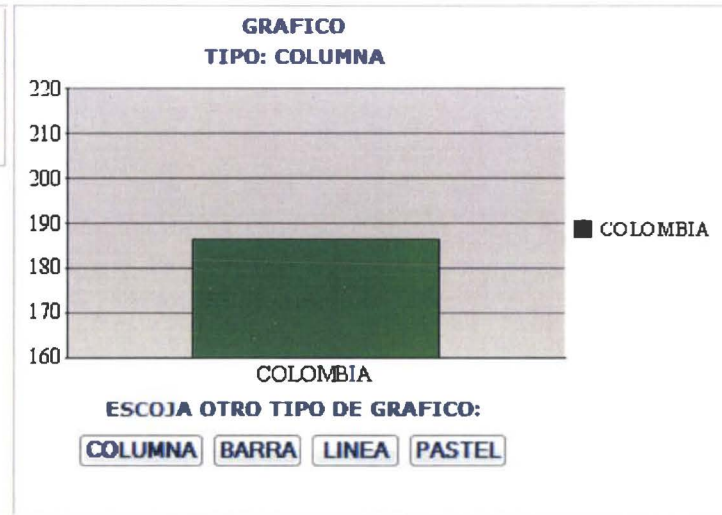 GRAFICO
TIPO: COLUMNA
220
210
200
190
180
170
160
COLOMBIA
COLOMBIA
ESCOJA OTRO TIPO DE GRAFICO:
COLUMNA BARRA LINEA PASTEL